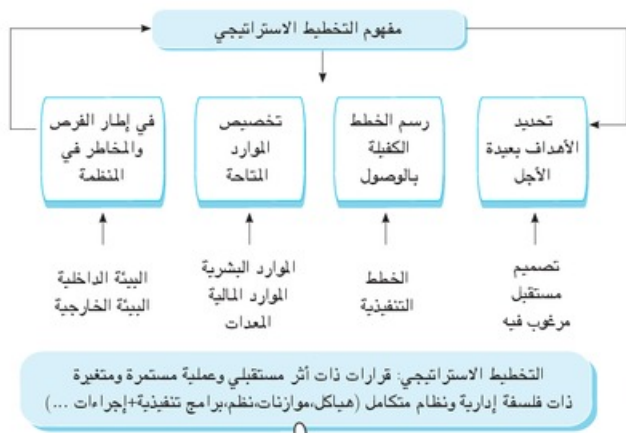 مفهوم التخطيط الاستراتيجي
تحديد
الأهداف بعيدة
الأجل
رسم الخطط
الكفيلة
بالوصول
تخصيص
الموارد
المتاحة
في إطار الفرص
والمخاطر في
المنظمة
تصميم
مستقبل
مرغوب فيه
الخطط
التنفيذية
الموارد البشرية
الموارد المالية
المعدات
البيئة الداخلية
البيئة الخارجية
التخطيط الاستراتيجي: قرارات ذات أثر مستقبلي وعملية مستمرة ومتغيرة
ذات فلسفة إدارية ونظام متكامل (هياكل،موازنات،نظم،برامج تنفيذية+إجراءات ...)